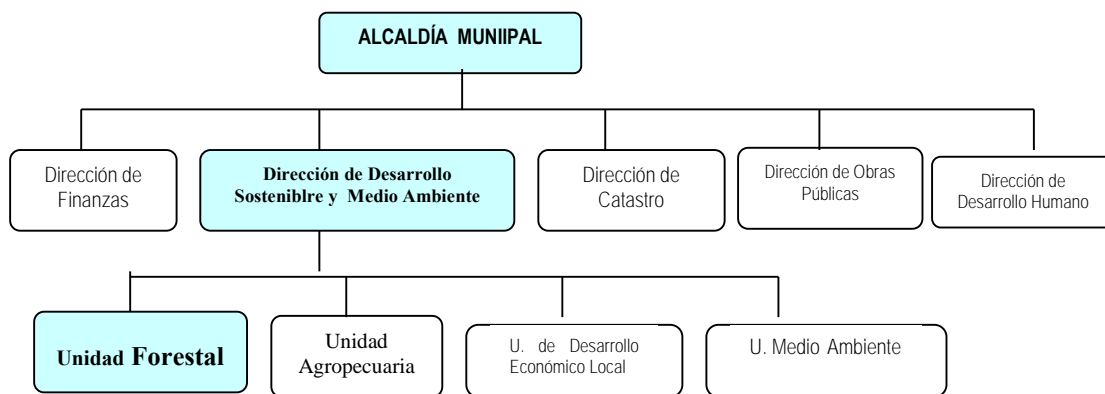 ALCALDÍA MUNIIPAL
Dirección de
Finanzas
Dirección de Desarrollo
Sosteniblre y Medio Ambiente
Dirección de
Catastro
Dirección de Obras
Públicas
Dirección de
Desarrollo Humano
Unidad Forestal
Unidad
Agropecuaria
U. de Desarrollo
Económico Local
U. Medio Ambiente